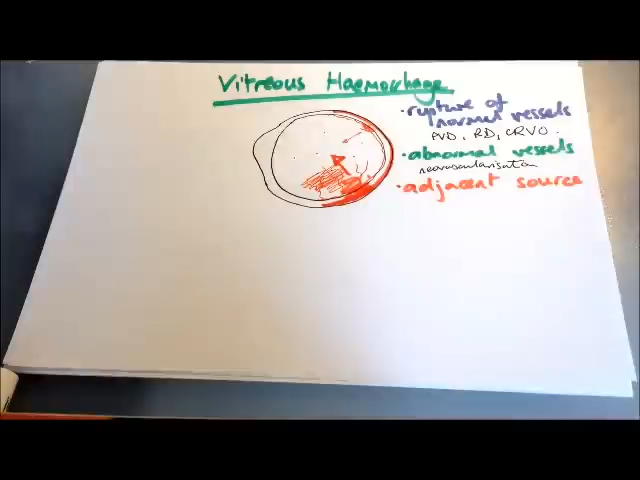 Vitreous Haemorrhage
• rupture of
normal vessels
PVD, RD, CRVO.
• abnormal vessels
neovascularisation
• adjacent source